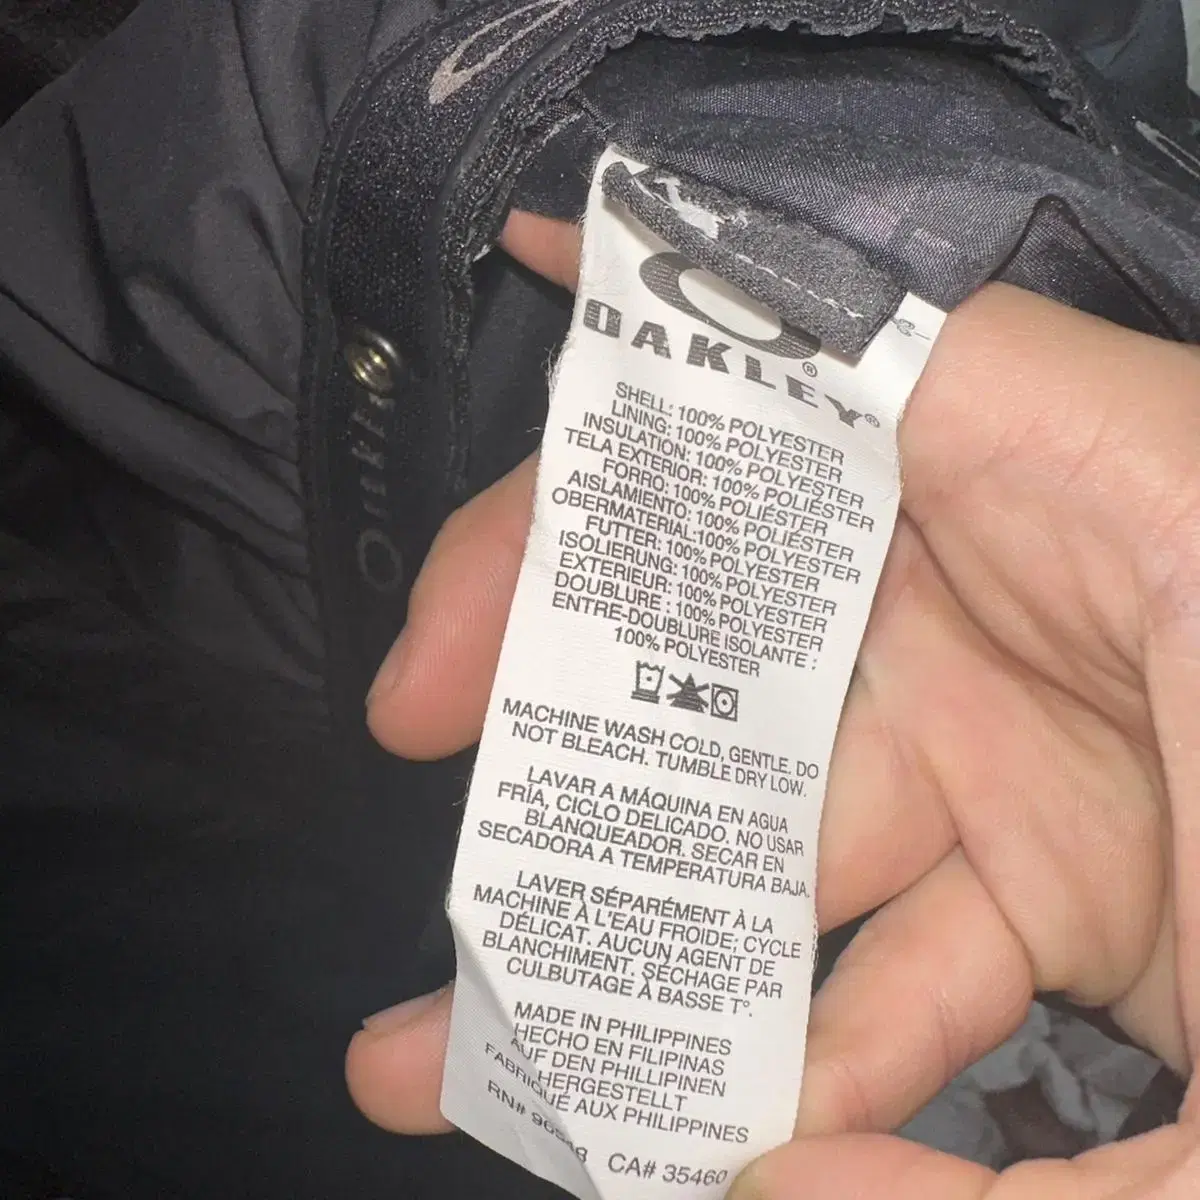 OAKLEY®
SHELL: 100% POLYESTER
LINING: 100% POLYESTER
INSULATION: 100% POLYESTER
TELA EXTERIOR: 100% POLIÉSTER
FORRO: 100% POLIÉSTER
AISLAMIENTO: 100% POLIÉSTER
OBERMATERIAL:100% POLYESTER
FUTTER: 100% POLYESTER
ISOLIERUNG: 100% POLYESTER
EXTERIEUR: 100% POLYESTER
DOUBLURE : 100% POLYESTER
ENTRE-DOUBLURE ISOLANTE :
100% POLYESTER
MACHINE WASH COLD, GENTLE. DO
NOT BLEACH. TUMBLE DRY LOW.
LAVAR A MÁQUINA EN AGUA
FRÍA, CICLO DELICADO. NO USAR
BLANQUEADOR. SECAR EN
SECADORA A TEMPERATURA BAJA.
LAVER SÉPARÉMENT À LA
MACHINE À L'EAU FROIDE; CYCLE
DÉLICAT. AUCUN AGENT DE
BLANCHIMENT. SÉCHAGE PAR
CULBUTAGE À BASSE T°.
MADE IN PHILIPPINES
HECHO EN FILIPINAS
AUF DEN PHILLIPINEN
HERGESTELLT
FABRIQUÉ AUX PHILIPPINES
RN# CA# 35460